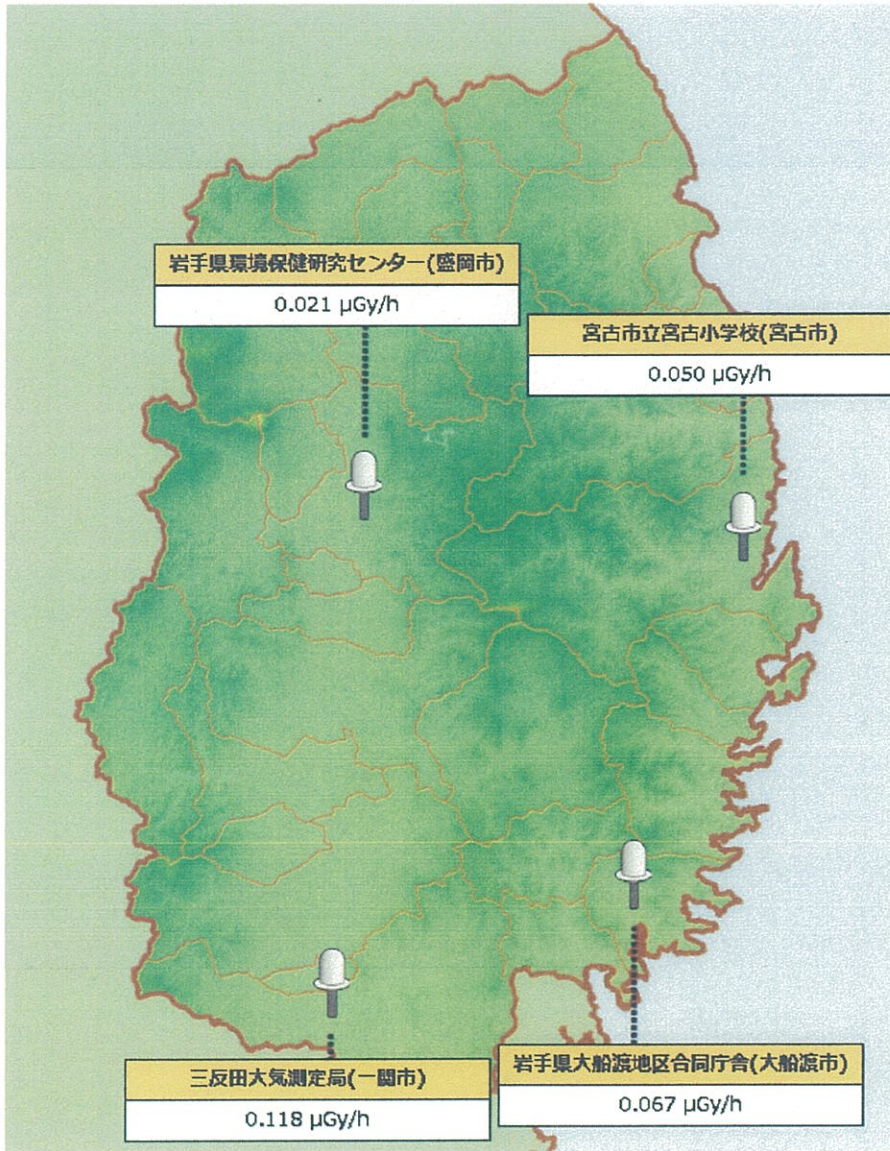 岩手県環境保健研究センター(盛岡市)
0.021 μGy/h
宮古市立宮古小学校(宮古市)
0.050 μGy/h
三反田大気測定局(一関市)
0.118 μGy/h
岩手県大船渡地区合同庁舎(大船渡市)
0.067 μGy/h